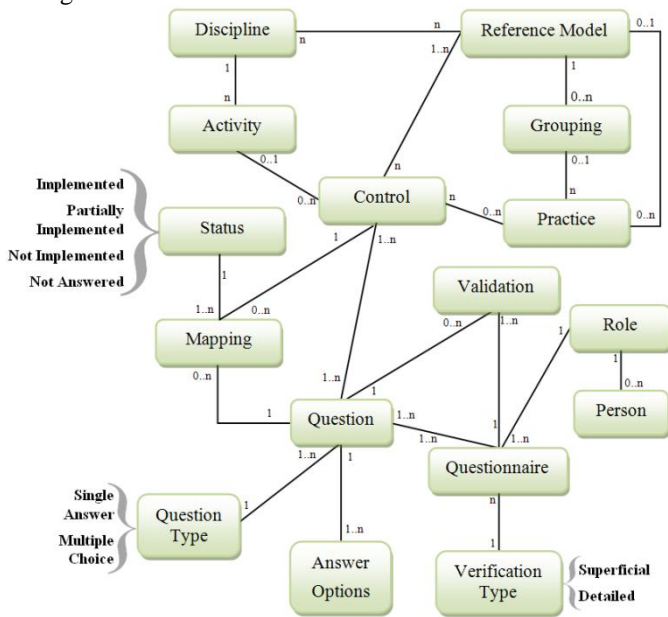 Discipline
n
n
Reference Model
0..1
1..n
1
1
n
0..n
Activity
Grouping
0..1
0..1
Implemented
Partially
Implemented
Not Implemented
Not Answered
n
n
0..n
Control
n
0..n
Practice
0..n
Status
1
1
1..n
Validation
1..n
0..n
0..n
1..n
1
Role
Mapping
1
0..n
1..n
1
1
0..n
Person
1
Question
1..n
1..n
1..n
1..n
1
Questionnaire
Single
Answer
Multiple
Choice
Question
Type
1
n
1..n
1
Answer
Options
Verification
Type
Superficial
Detailed